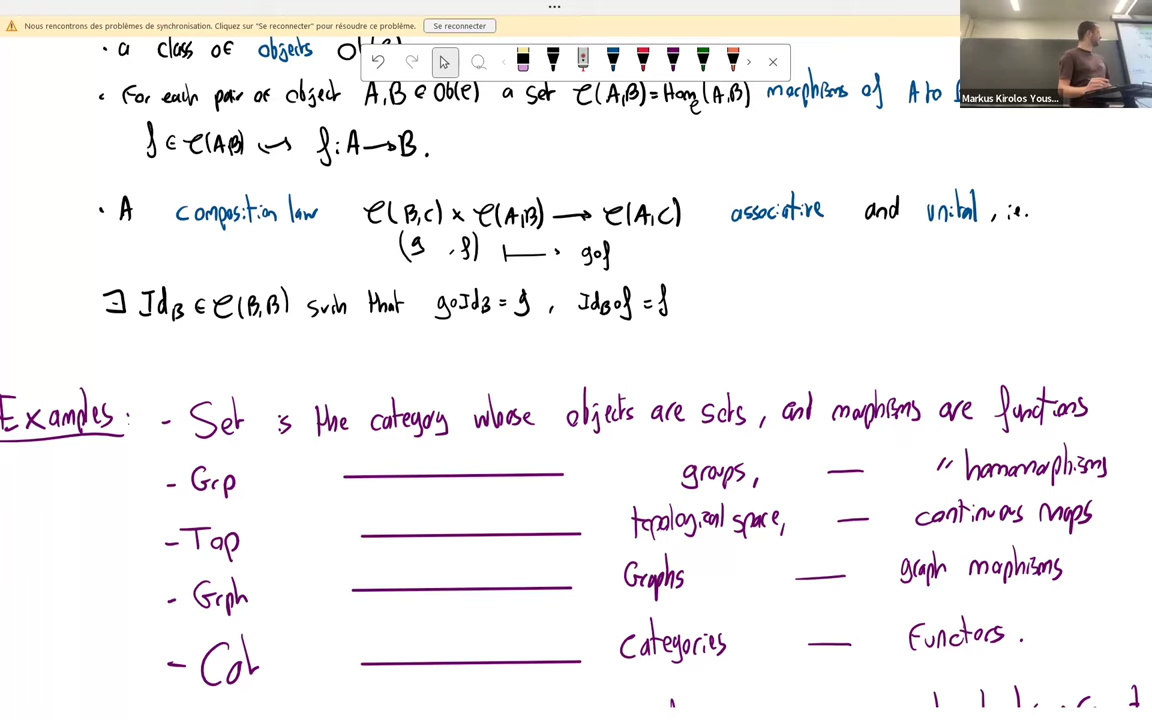 Nous rencontrons des problèmes de synchronisation. Cliquez sur "Se reconnecter" pour résoudre ce problème. Se reconnecter
Markus Kirolos Yous...
• a class of objects
• For each pair of object A,B ∈ Ob(C) a set C(A,B) = Hom_C(A,B) morphisms of A to
f ∈ C(A,B) ⇝ f: A → B.
• A composition law C(B,C) × C(A,B) → C(A,C) associative and unital, i.e.
(g , f) ↦ g∘f
∃ Id_B ∈ C(B,B) such that g∘Id_B = g, Id_B∘f = f
Examples: - Set is the category whose objects are sets, and morphisms are functions
- Grp — groups, — " homomorphisms
- Top — topological space, — continuous maps
- Grph — Graphs — graph morphisms
- Cat — Categories — Functors.